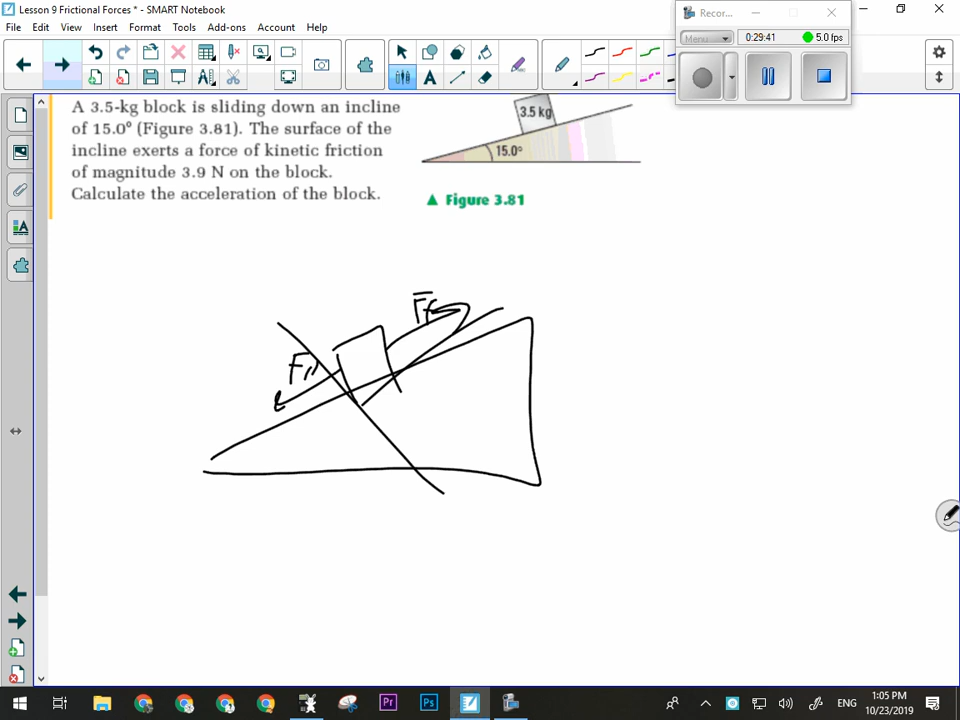 Lesson 9 Frictional Forces * - SMART Notebook
Recor...
File Edit View Insert Format Tools Add-ons Account Help
Menu
0:29:41
5.0 fps
A 3.5-kg block is sliding down an incline
of 15.0° (Figure 3.81). The surface of the
incline exerts a force of kinetic friction
of magnitude 3.9 N on the block.
Calculate the acceleration of the block.
3.5 kg
15.0°
▲ Figure 3.81
Ff
F||
ENG
1:05 PM
10/23/2019